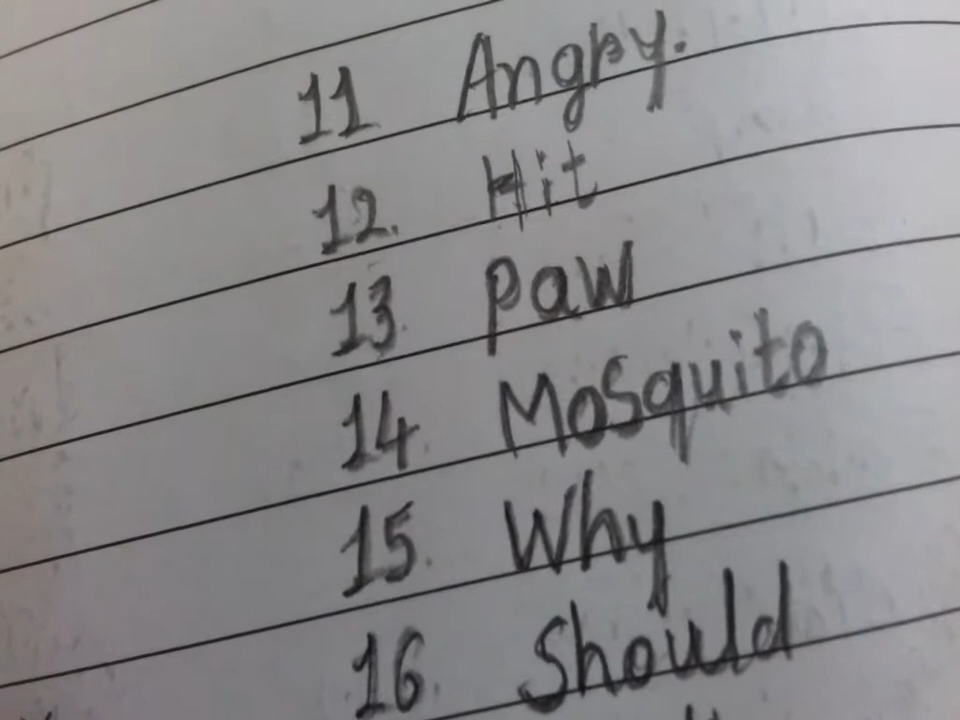 11 Angry.
12. Hit
13. Paw
14. Mosquito
15. Why
16. Should